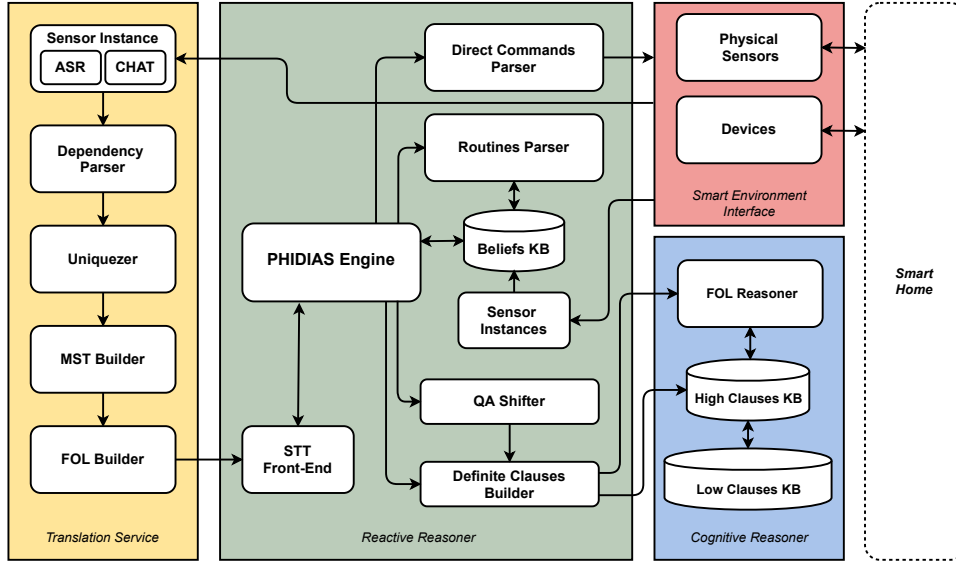 Sensor Instance
ASR
CHAT
Dependency
Parser
Uniquezer
MST Builder
FOL Builder
Translation Service
Direct Commands
Parser
Routines Parser
PHIDIAS Engine
Beliefs KB
Sensor
Instances
QA Shifter
STT
Front-End
Definite Clauses
Builder
Reactive Reasoner
Physical
Sensors
Devices
Smart Environment
Interface
FOL Reasoner
High Clauses KB
Low Clauses KB
Cognitive Reasoner
Smart
Home